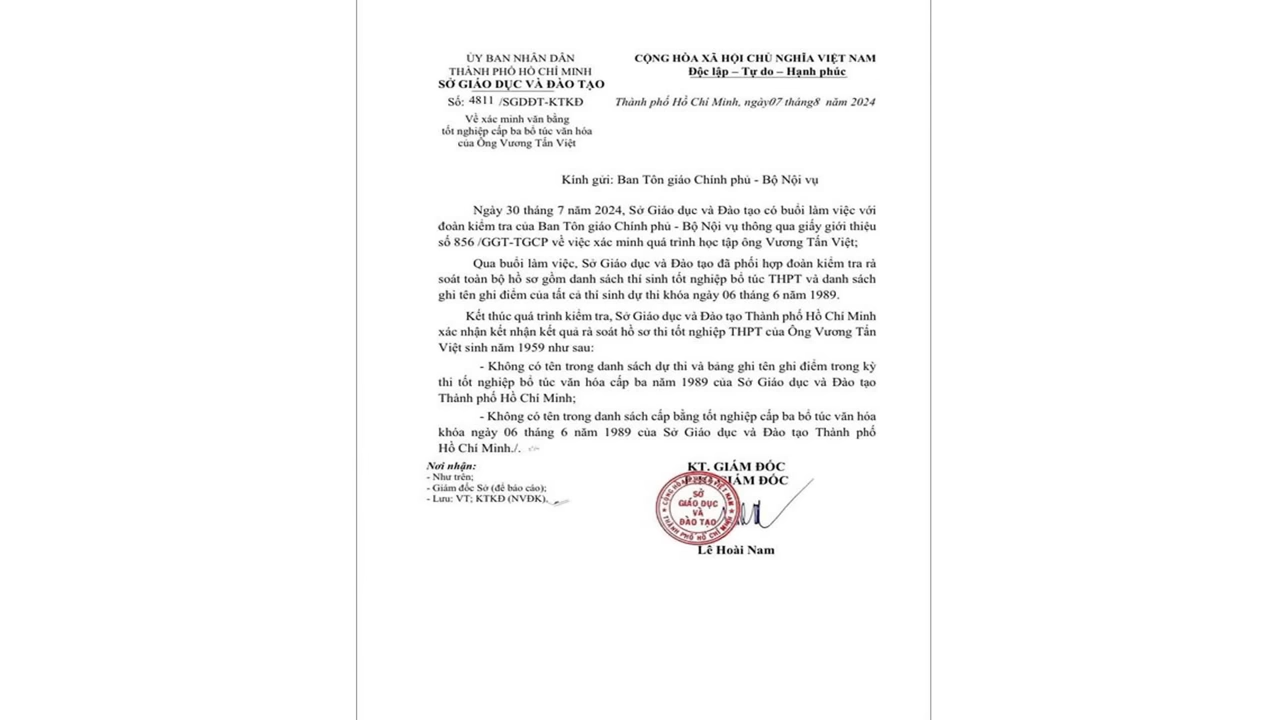 ỦY BAN NHÂN DÂN
THÀNH PHỐ HỒ CHÍ MINH
SỞ GIÁO DỤC VÀ ĐÀO TẠO
Số: 4811 /SGDĐT-KTKĐ
Về xác minh văn bằng
tốt nghiệp cấp ba bổ túc văn hóa
của Ông Vương Tấn Việt
CỘNG HÒA XÃ HỘI CHỦ NGHĨA VIỆT NAM
Độc lập – Tự do – Hạnh phúc
Thành phố Hồ Chí Minh, ngày07 tháng8 năm 2024
Kính gửi: Ban Tôn giáo Chính phủ - Bộ Nội vụ
Ngày 30 tháng 7 năm 2024, Sở Giáo dục và Đào tạo có buổi làm việc với
đoàn kiểm tra của Ban Tôn giáo Chính phủ - Bộ Nội vụ thông qua giấy giới thiệu
số 856 /GGT-TGCP về việc xác minh quá trình học tập ông Vương Tấn Việt;
Qua buổi làm việc, Sở Giáo dục và Đào tạo đã phối hợp đoàn kiểm tra rà
soát toàn bộ hồ sơ gồm danh sách thí sinh tốt nghiệp bổ túc THPT và danh sách
ghi tên ghi điểm của tất cả thí sinh dự thi khóa ngày 06 tháng 6 năm 1989.
Kết thúc quá trình kiểm tra, Sở Giáo dục và Đào tạo Thành phố Hồ Chí Minh
xác nhận kết nhận kết quả rà soát hồ sơ thi tốt nghiệp THPT của Ông Vương Tấn
Việt sinh năm 1959 như sau:
- Không có tên trong danh sách dự thi và bảng ghi tên ghi điểm trong kỳ
thi tốt nghiệp bổ túc văn hóa cấp ba năm 1989 của Sở Giáo dục và Đào tạo
Thành phố Hồ Chí Minh;
- Không có tên trong danh sách cấp bằng tốt nghiệp cấp ba bổ túc văn hóa
khóa ngày 06 tháng 6 năm 1989 của Sở Giáo dục và Đào tạo Thành phố
Hồ Chí Minh./.
Nơi nhận:
- Như trên;
- Giám đốc Sở (để báo cáo);
- Lưu: VT; KTKĐ (NVĐK).
KT. GIÁM ĐỐC
PHÓ GIÁM ĐỐC
SỞ
GIÁO DỤC
VÀ
ĐÀO TẠO
THÀNH PHỐ HỒ CHÍ MINH
Lê Hoài Nam